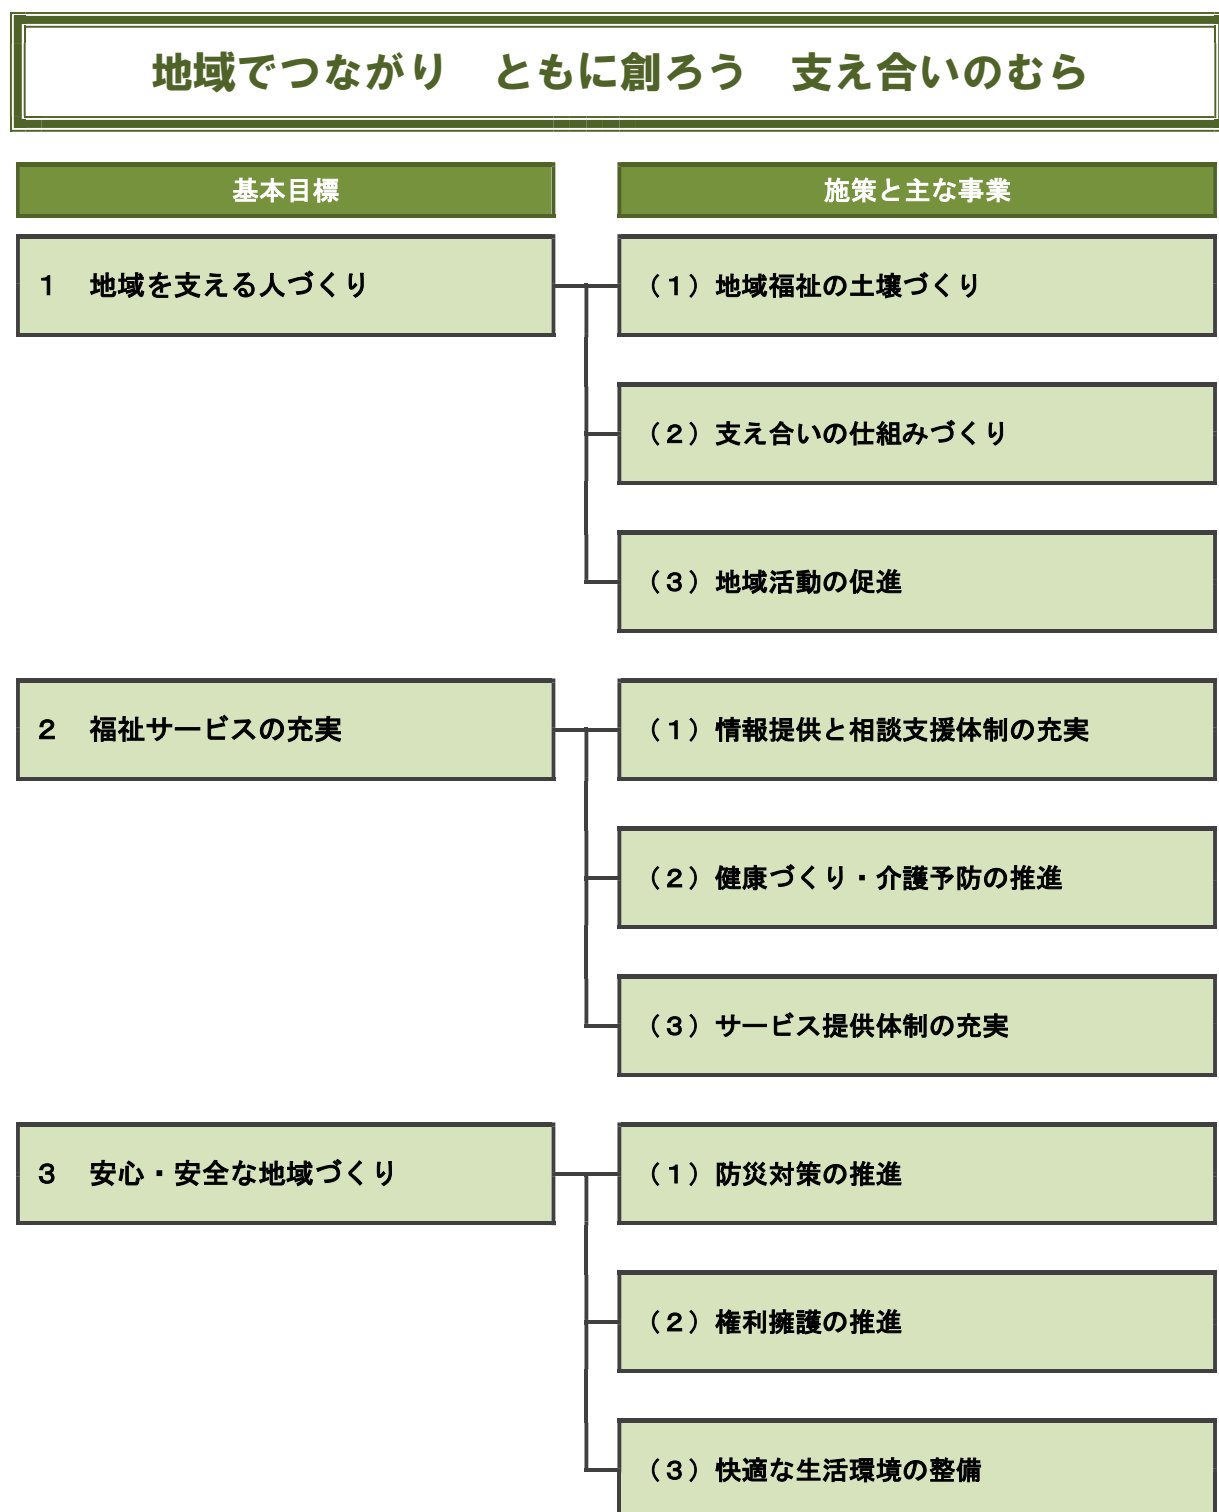 地域でつながり　ともに創ろう　支え合いのむら
基本目標
施策と主な事業
１　地域を支える人づくり
（１）地域福祉の土壌づくり
（２）支え合いの仕組みづくり
（３）地域活動の促進
２　福祉サービスの充実
（１）情報提供と相談支援体制の充実
（２）健康づくり・介護予防の推進
（３）サービス提供体制の充実
３　安心・安全な地域づくり
（１）防災対策の推進
（２）権利擁護の推進
（３）快適な生活環境の整備